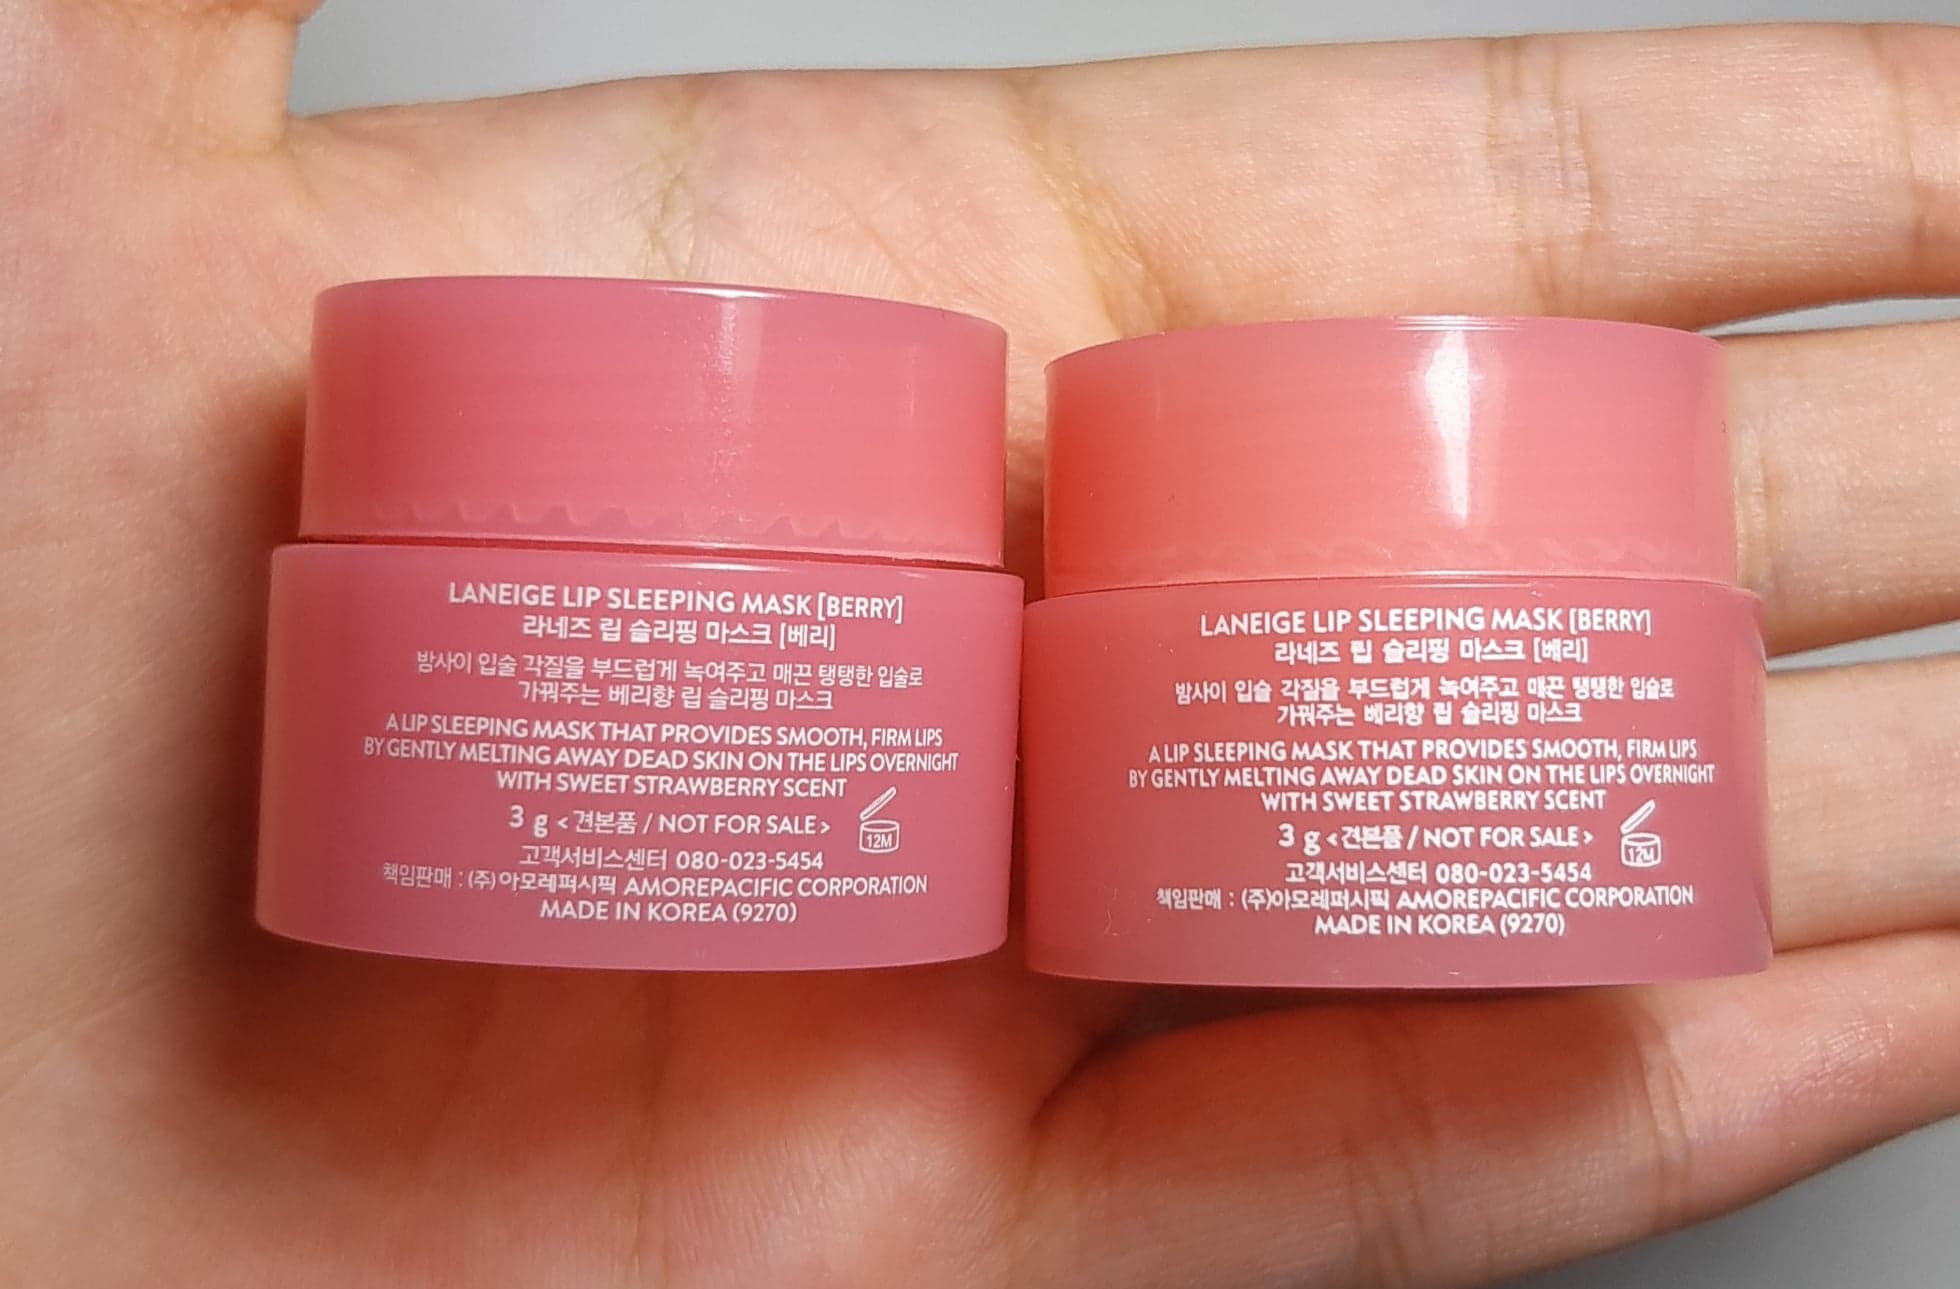 LANEIGE LIP SLEEPING MASK [BERRY]
라네즈 립 슬리핑 마스크 [베리]
밤사이 입술 각질을 부드럽게 녹여주고 매끈 탱탱한 입술로
가꿔주는 베리향 립 슬리핑 마스크
A LIP SLEEPING MASK THAT PROVIDES SMOOTH, FIRM LIPS
BY GENTLY MELTING AWAY DEAD SKIN ON THE LIPS OVERNIGHT
WITH SWEET STRAWBERRY SCENT
3 g <견본품 / NOT FOR SALE>
12M
고객서비스센터 080-023-5454
책임판매 : (주)아모레퍼시픽 AMOREPACIFIC CORPORATION
MADE IN KOREA (9270)
LANEIGE LIP SLEEPING MASK [BERRY]
라네즈 립 슬리핑 마스크 [베리]
밤사이 입술 각질을 부드럽게 녹여주고 매끈 탱탱한 입술로
가꿔주는 베리향 립 슬리핑 마스크
A LIP SLEEPING MASK THAT PROVIDES SMOOTH, FIRM LIPS
BY GENTLY MELTING AWAY DEAD SKIN ON THE LIPS OVERNIGHT
WITH SWEET STRAWBERRY SCENT
3 g <견본품 / NOT FOR SALE>
12M
고객서비스센터 080-023-5454
책임판매 : (주)아모레퍼시픽 AMOREPACIFIC CORPORATION
MADE IN KOREA (9270)